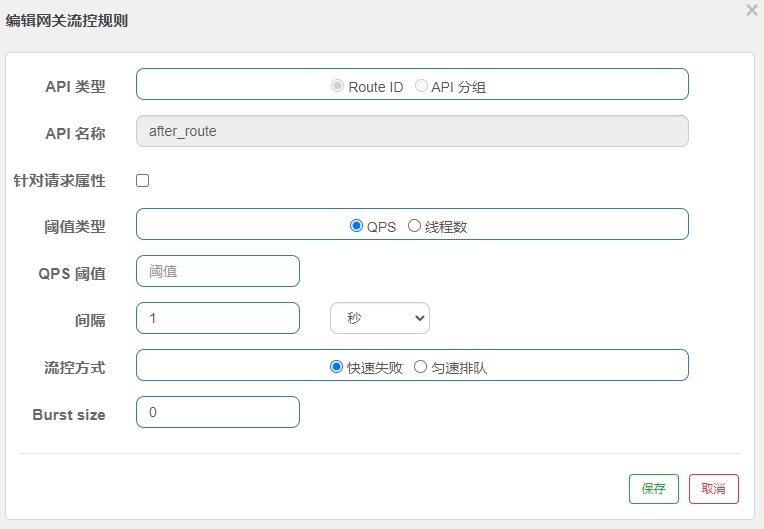 编辑网关流控规则
×
API 类型 Route ID API 分组
API 名称 after_route
针对请求属性
阈值类型 QPS 线程数
QPS 阈值 阈值
间隔 1 秒
流控方式 快速失败 匀速排队
Burst size 0
保存 取消